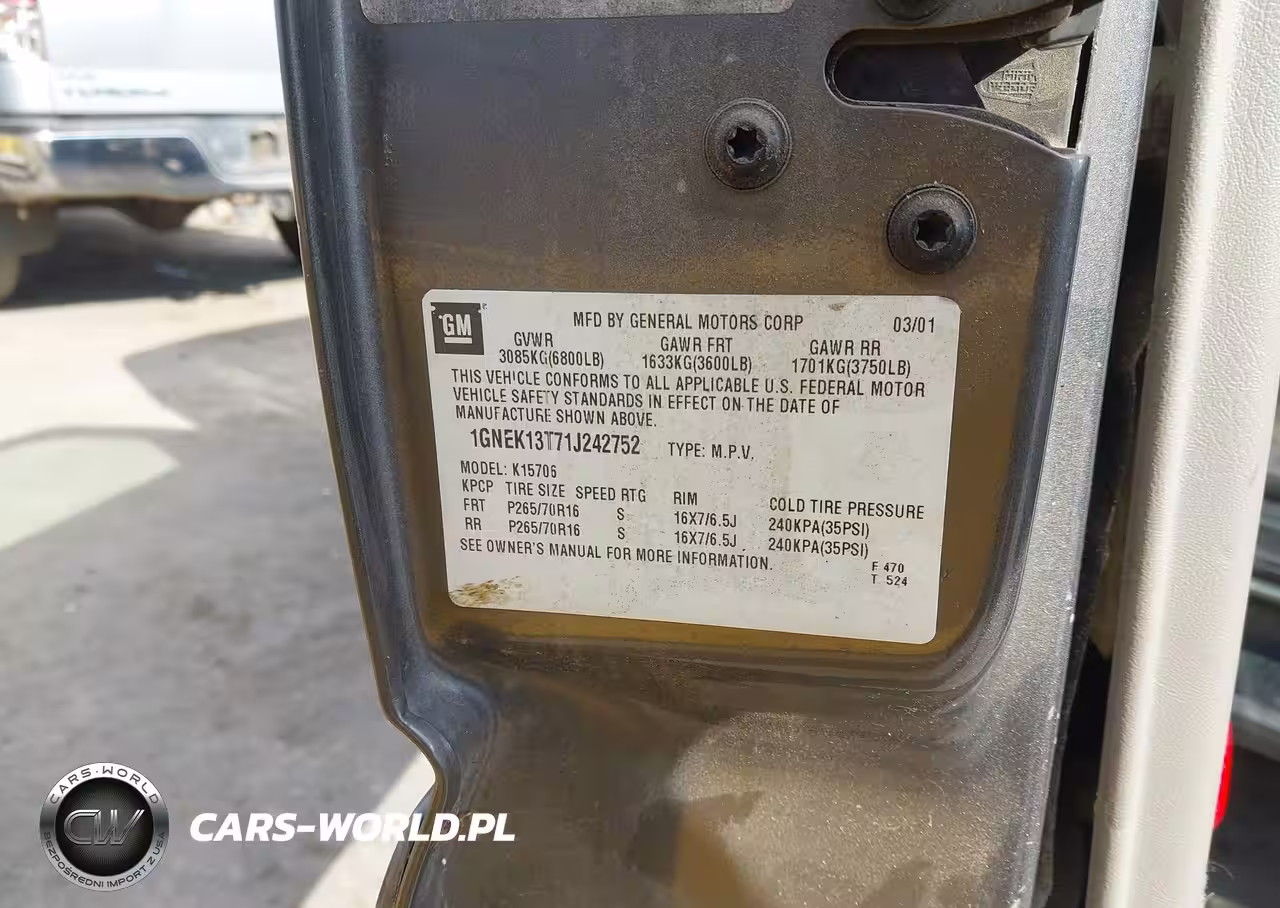 GM
MFD BY GENERAL MOTORS CORP 03/01
GVWR GAWR FRT GAWR RR
3085KG(6800LB) 1633KG(3600LB) 1701KG(3750LB)
THIS VEHICLE CONFORMS TO ALL APPLICABLE U.S. FEDERAL MOTOR
VEHICLE SAFETY STANDARDS IN EFFECT ON THE DATE OF
MANUFACTURE SHOWN ABOVE.
1GNEK13T71J242752 TYPE: M.P.V.
MODEL: K15706
KPCP TIRE SIZE SPEED RTG RIM COLD TIRE PRESSURE
FRT P265/70R16 S 16X7/6.5J 240KPA(35PSI)
RR P265/70R16 S 16X7/6.5J 240KPA(35PSI)
SEE OWNER'S MANUAL FOR MORE INFORMATION.
F 470
T 524
CARS-WORLD
CW
BEZPOŚREDNI IMPORT Z USA
CARS-WORLD.PL